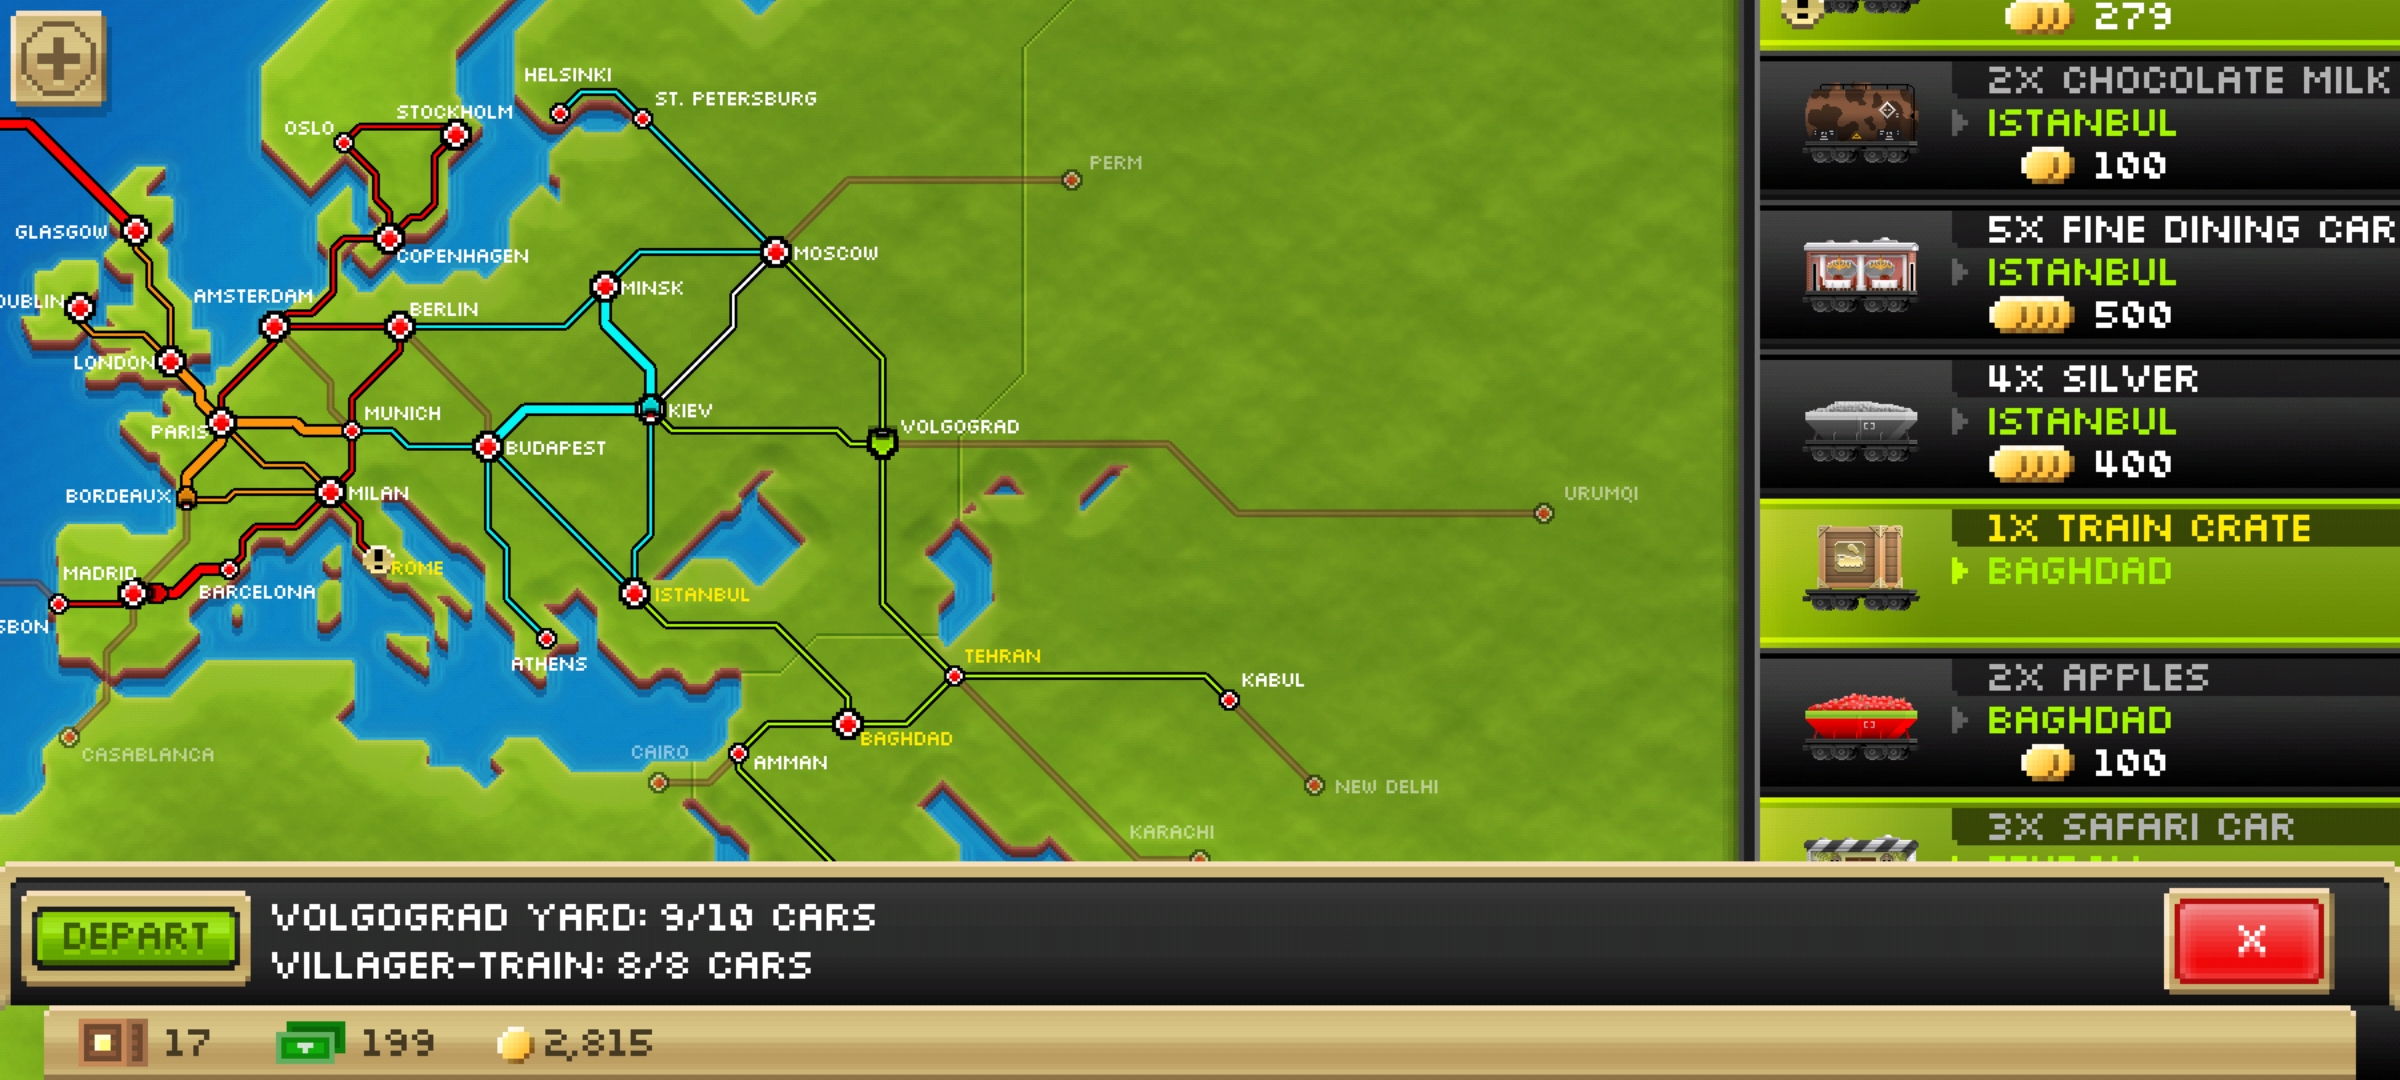 279
2X CHOCOLATE MILK
ISTANBUL
100
5X FINE DINING CAR
ISTANBUL
500
4X SILVER
ISTANBUL
400
1X TRAIN CRATE
BAGHDAD
2X APPLES
BAGHDAD
100
3X SAFARI CAR
HELSINKI
ST. PETERSBURG
STOCKHOLM
OSLO
PERM
GLASGOW
COPENHAGEN
MOSCOW
MINSK
AMSTERDAM
UBLIN
BERLIN
LONDON
MUNICH
KIEV
VOLGOGRAD
PARIS
BUDAPEST
BORDEAUX
MILAN
URUMQI
ROME
MADRID
BARCELONA
ISTANBUL
SBON
ATHENS
TEHRAN
KABUL
CASABLANCA
CAIRO
BAGHDAD
AMMAN
NEW DELHI
KARACHI
DEPART
VOLGOGRAD YARD: 9/10 CARS
VILLAGER-TRAIN: 8/8 CARS
X
17
199
2,815